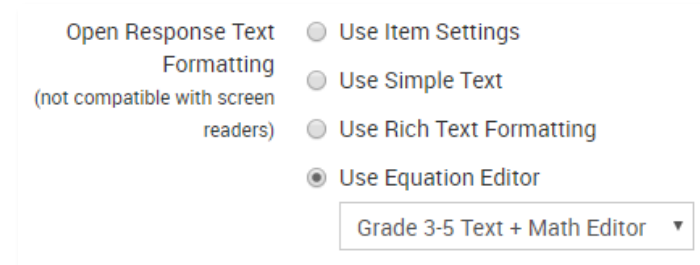 Open Response Text
Formatting
(not compatible with screen
readers)
Use Item Settings
Use Simple Text
Use Rich Text Formatting
Use Equation Editor
Grade 3-5 Text + Math Editor